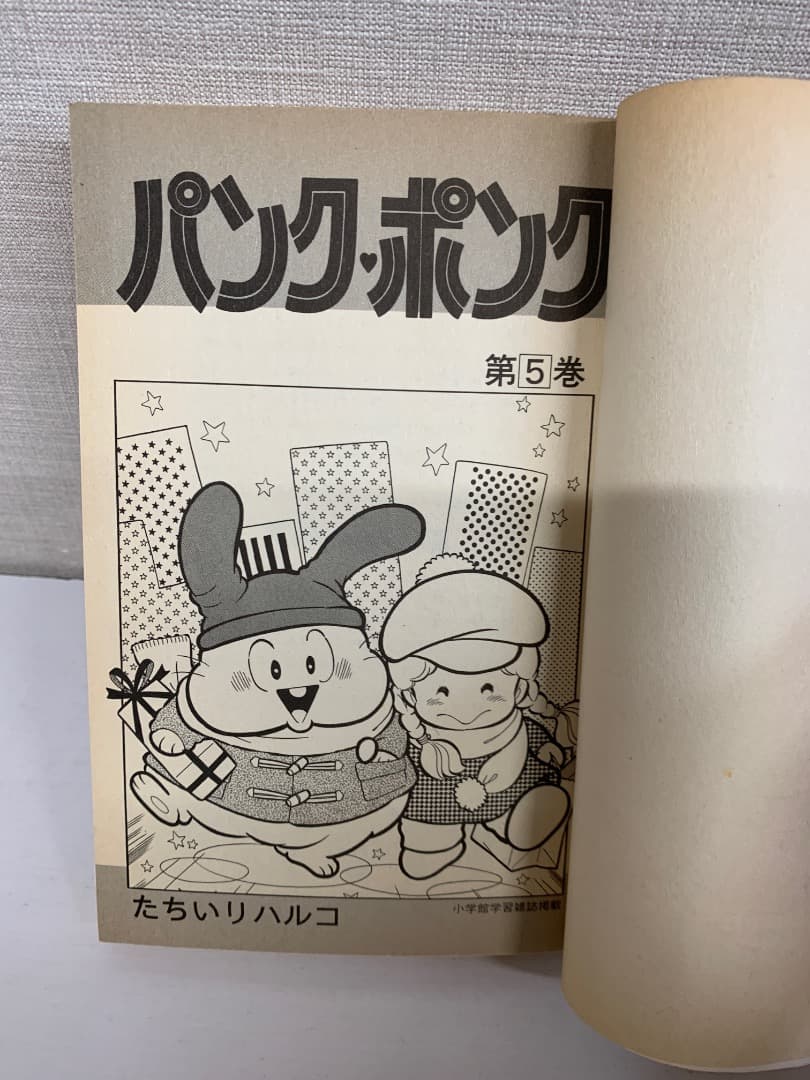 パンク・ポンク
第5巻
たちいりハルコ
小学館学習雑誌掲載